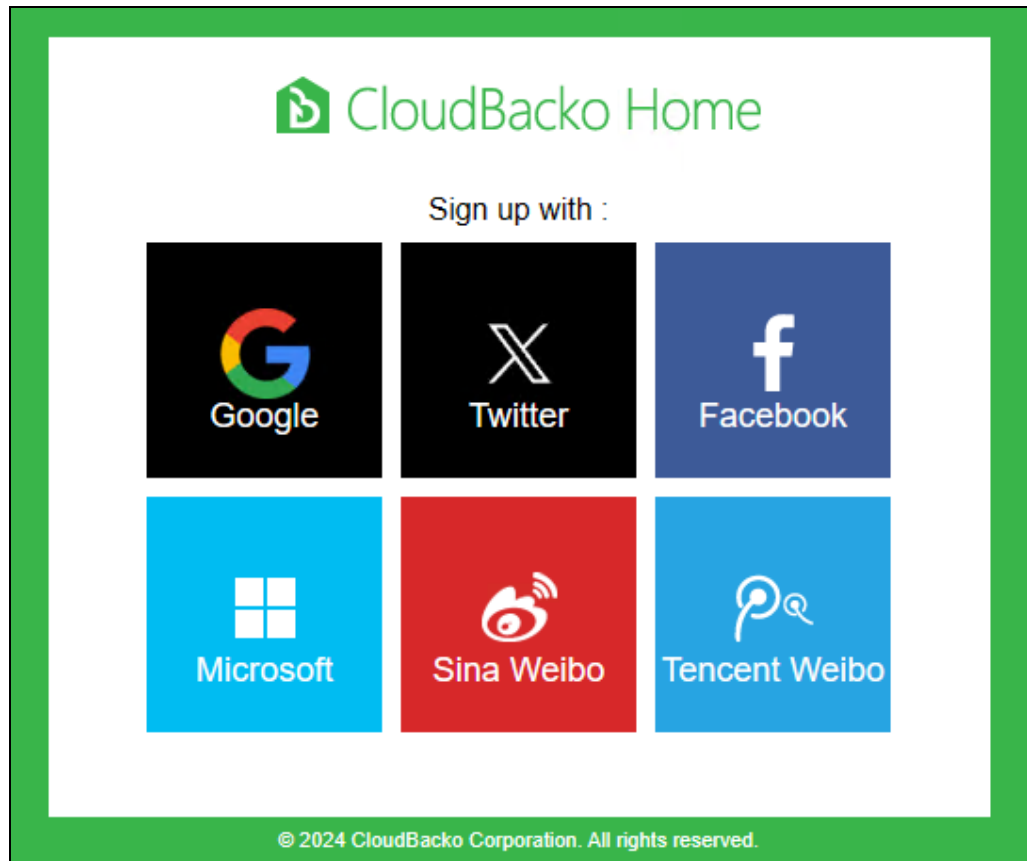 CloudBacko Home
Sign up with :
Google
Twitter
Facebook
Microsoft
Sina Weibo
Tencent Weibo
© 2024 CloudBacko Corporation. All rights reserved.